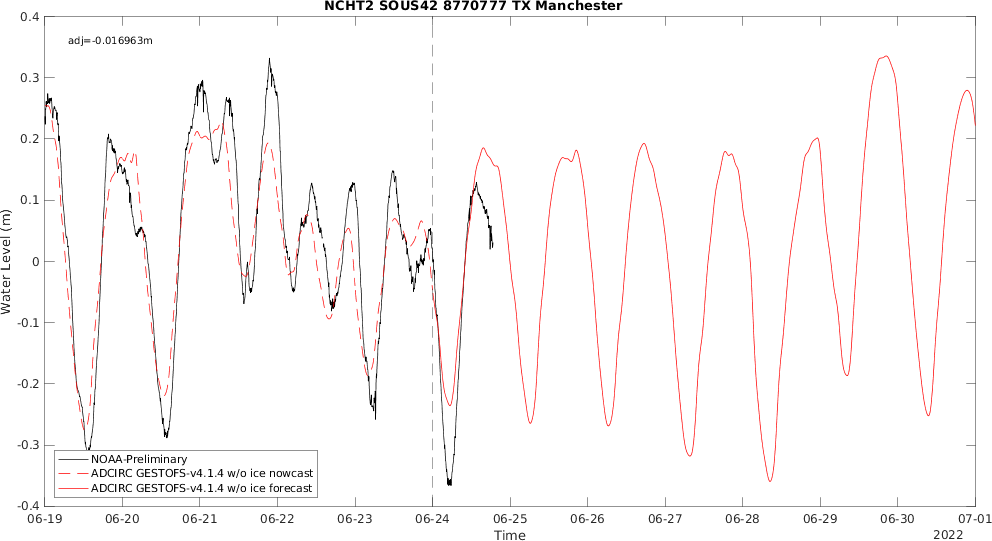 NCHT2 SOUS42 8770777 TX Manchester
adj=-0.016963m
0.4
0.3
0.2
0.1
0
-0.1
-0.2
-0.3
-0.4
Water Level (m)
NOAA-Preliminary
ADCIRC GESTOFS-v4.1.4 w/o ice nowcast
ADCIRC GESTOFS-v4.1.4 w/o ice forecast
06-19 06-20 06-21 06-22 06-23 06-24 06-25 06-26 06-27 06-28 06-29 06-30 07-01
Time
2022